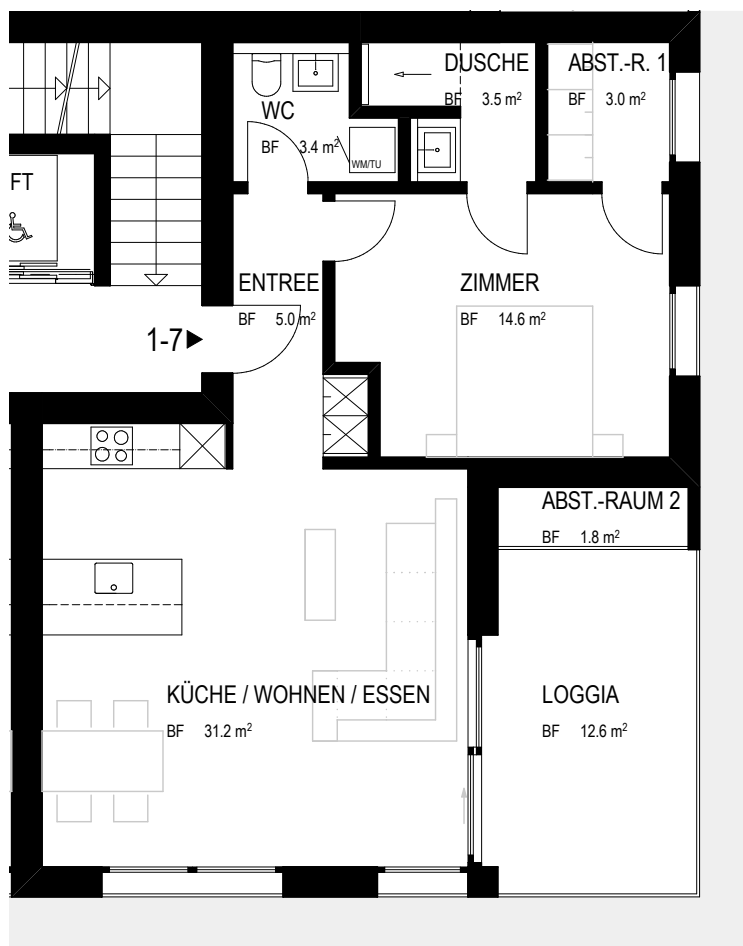 DUSCHE
BF 3.5 m²
ABST.-R. 1
BF 3.0 m²
WC
BF 3.4 m²
WM/TU
FT
ENTREE
BF 5.0 m²
ZIMMER
BF 14.6 m²
1-7
ABST.-RAUM 2
BF 1.8 m²
KÜCHE / WOHNEN / ESSEN
BF 31.2 m²
LOGGIA
BF 12.6 m²